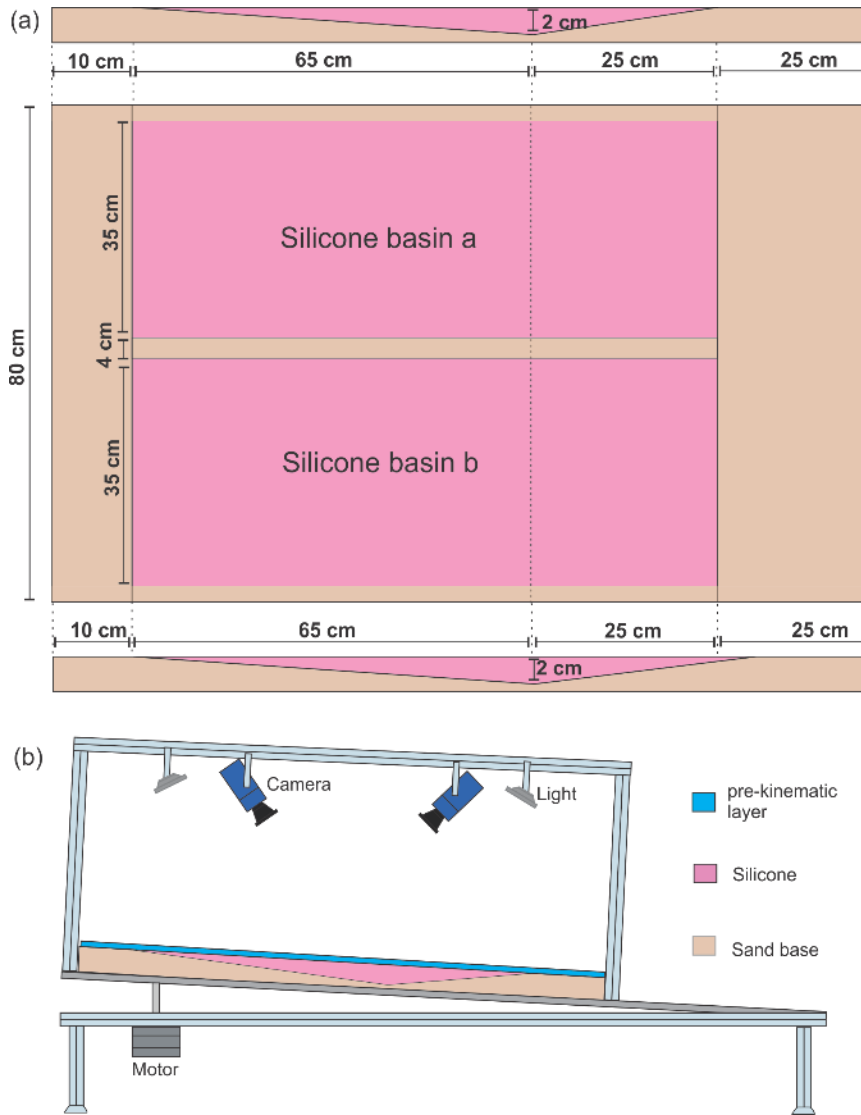 (a)
2 cm
10 cm 65 cm 25 cm 25 cm
80 cm
35 cm
Silicone basin a
4 cm
35 cm
Silicone basin b
10 cm 65 cm 25 cm 25 cm
2 cm
(b)
Camera
Light
Motor
pre-kinematic
layer
Silicone
Sand base